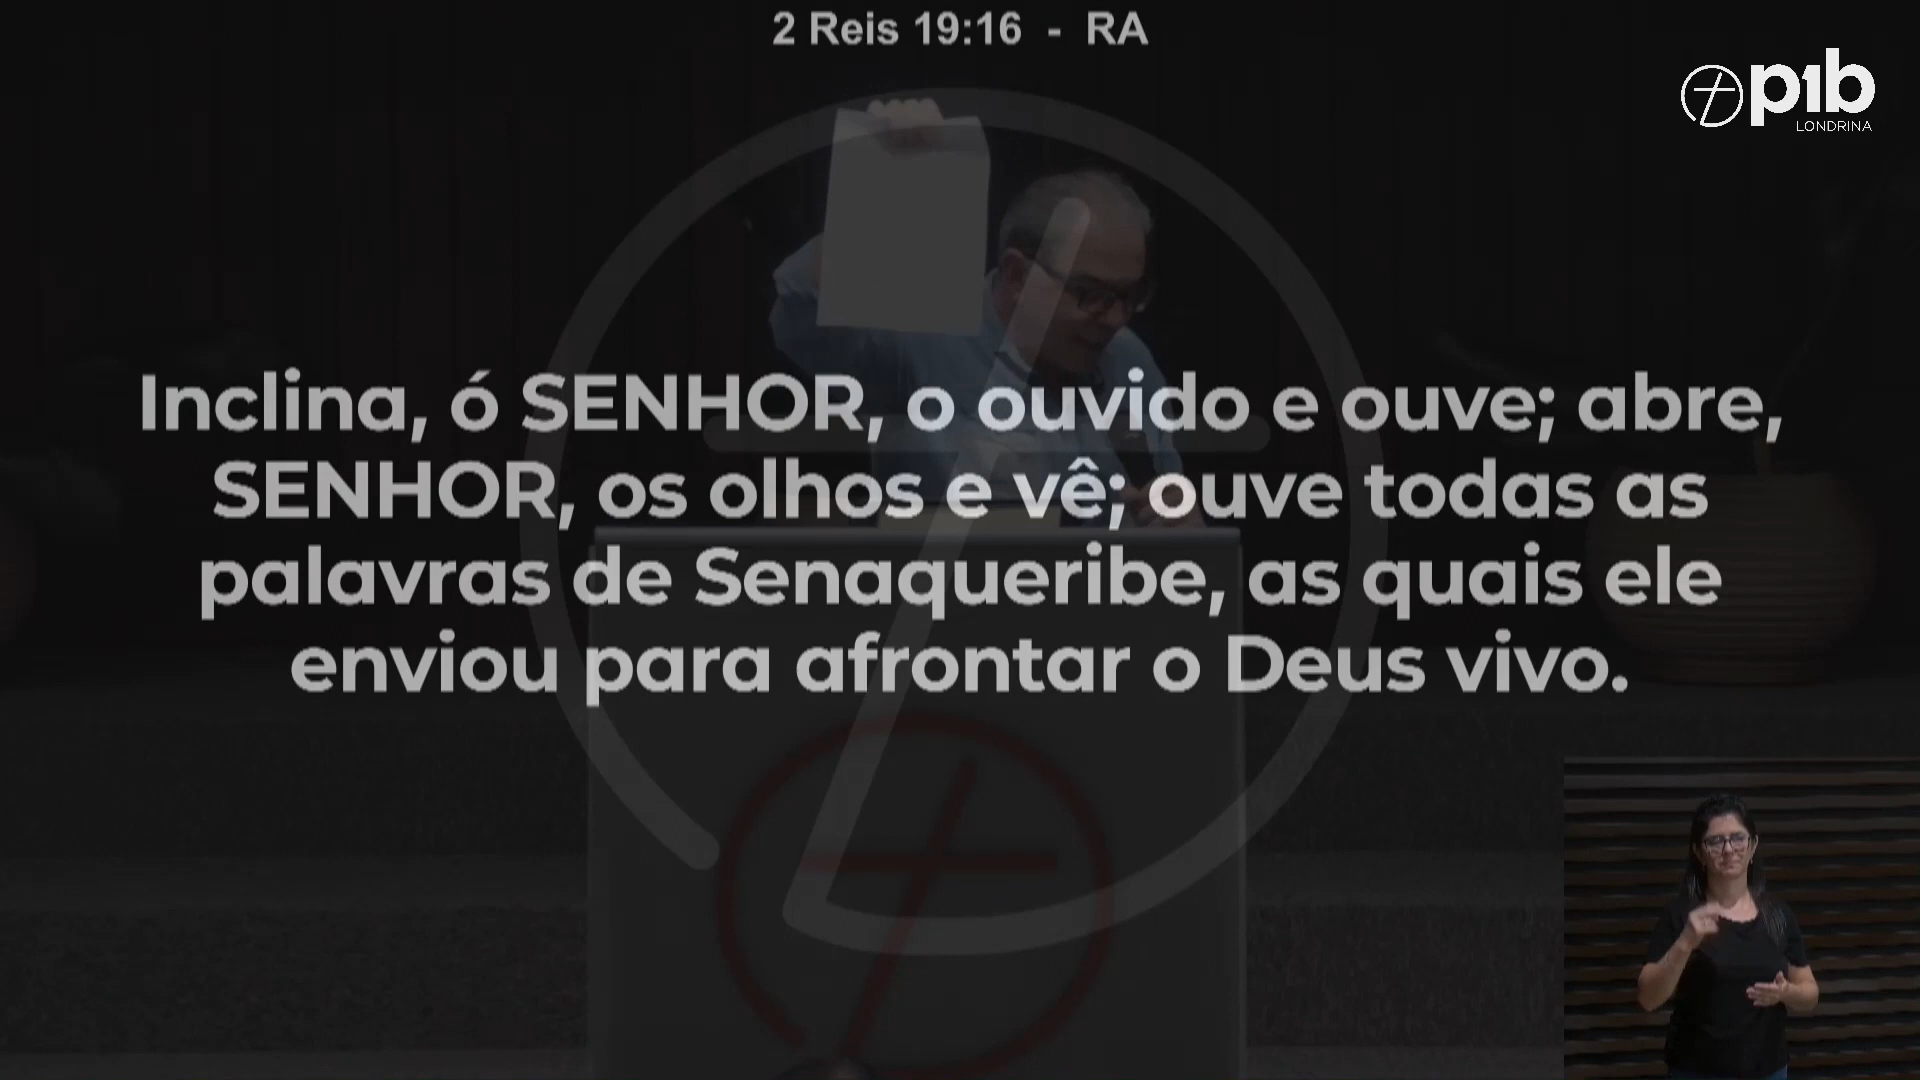 2 Reis 19:16 - RA
p1b
LONDRINA
Inclina, ó SENHOR, o ouvido e ouve; abre,
SENHOR, os olhos e vê; ouve todas as
palavras de Senaqueribe, as quais ele
enviou para afrontar o Deus vivo.